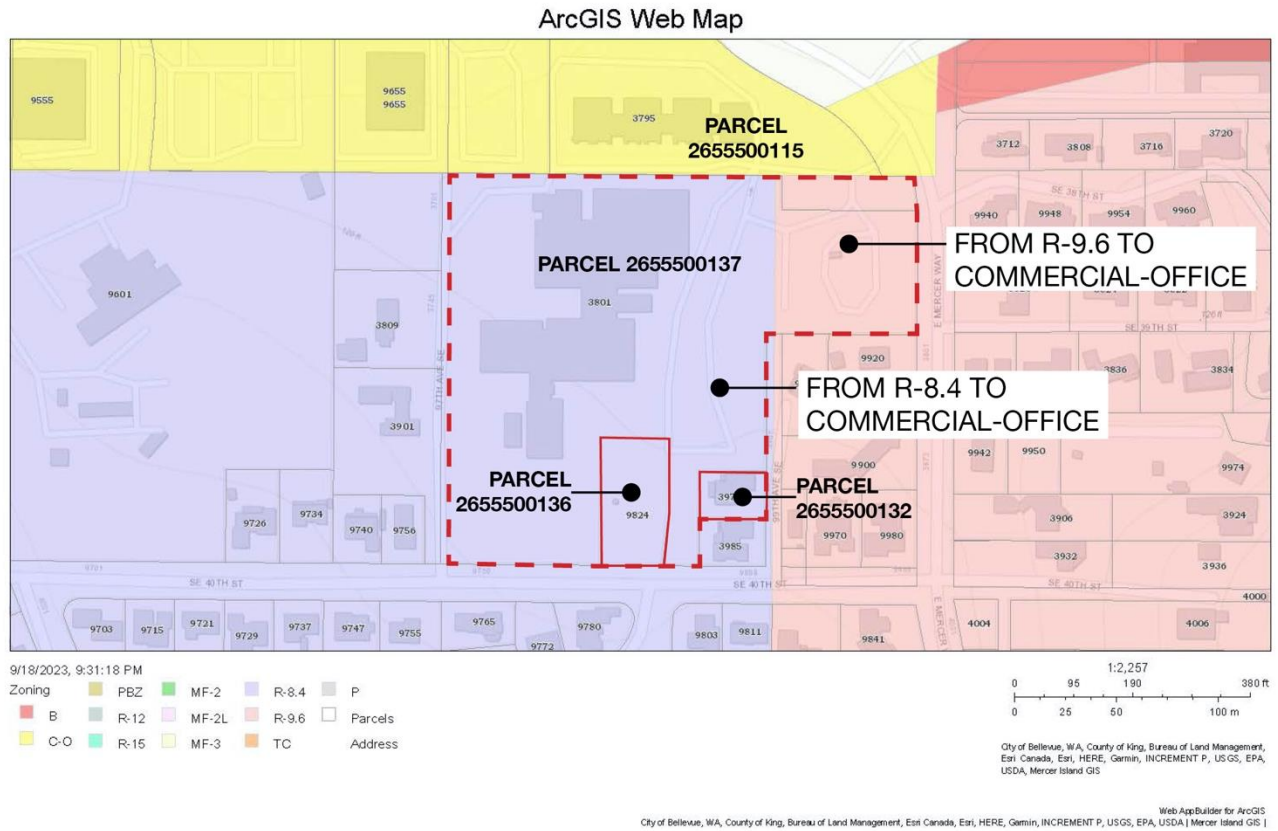 ArcGIS Web Map
9555
9655
9655
3795
PARCEL
2655500115
3712
3808
3716
3720
SE 38TH ST
9940
9948
9954
9960
PARCEL 2655500137
FROM R-9.6 TO
COMMERCIAL-OFFICE
9601
3801
E MERCER WAY
3809
SE 39TH ST
9920
3836
3834
97TH AVE SE
FROM R-8.4 TO
COMMERCIAL-OFFICE
3901
9942
9950
9900
9974
PARCEL
2655500136
PARCEL
2655500132
9824
99TH AVE SE
9726
9734
9740
9756
3985
9970
9980
3906
3924
3932
3936
SE 40TH ST
SE 40TH ST
4000
9703
9715
9721
9729
9737
9747
9755
9765
9772
9780
9803
9811
9841
E MERCER
4004
4006
9/18/2023, 9:31:18 PM
Zoning
B
C-O
PBZ
R-12
R-15
MF-2
MF-2L
MF-3
R-8.4
R-9.6
TC
P
Parcels
Address
1:2,257
0 95 190 380 ft
0 25 50 100 m
City of Bellevue, WA, County of King, Bureau of Land Management,
Esri Canada, Esri, HERE, Garmin, INCREMENT P, USGS, EPA,
USDA, Mercer Island GIS
Web AppBuilder for ArcGIS
City of Bellevue, WA, County of King, Bureau of Land Management, Esri Canada, Esri, HERE, Garmin, INCREMENT P, USGS, EPA, USDA | Mercer Island GIS |